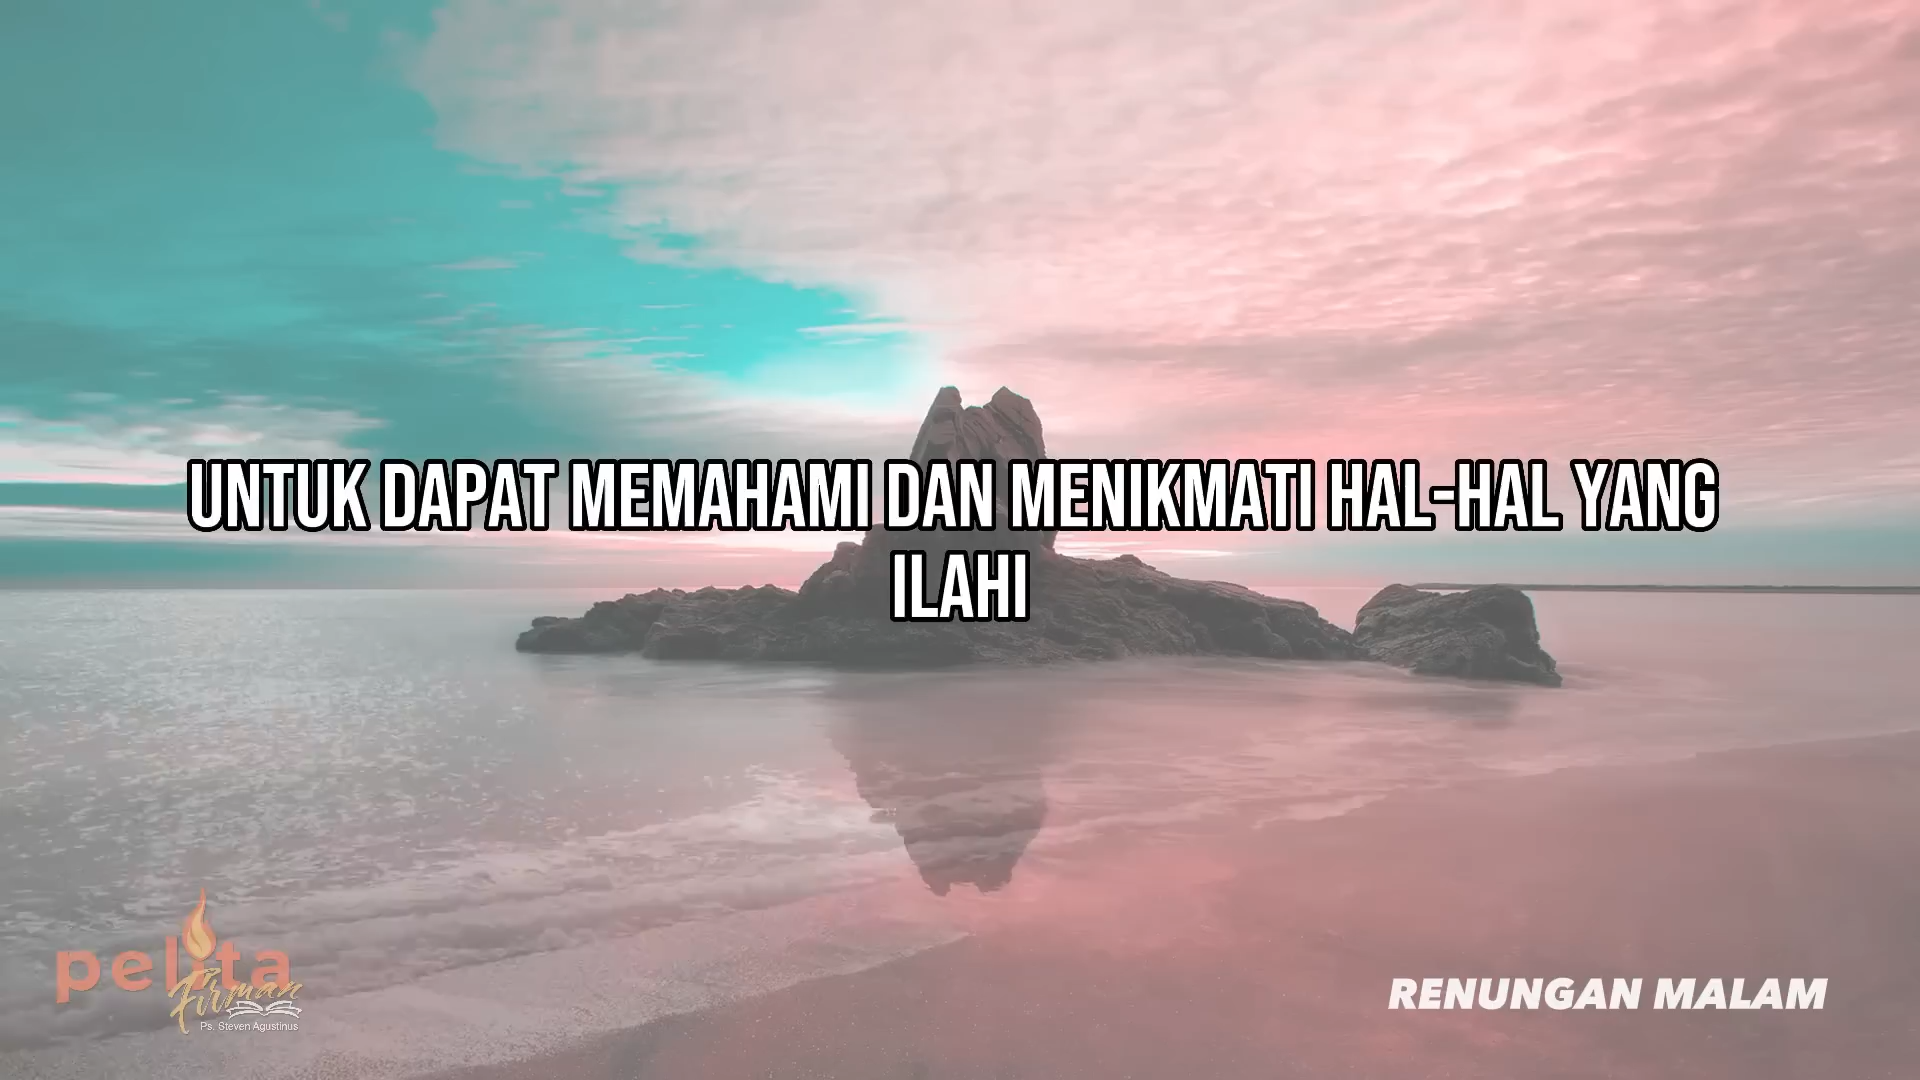 UNTUK DAPAT MEMAHAMI DAN MENIKMATI HAL-HAL YANG
ILAHI
pelita
Firman
Ps. Steven Agustinus
RENUNGAN MALAM